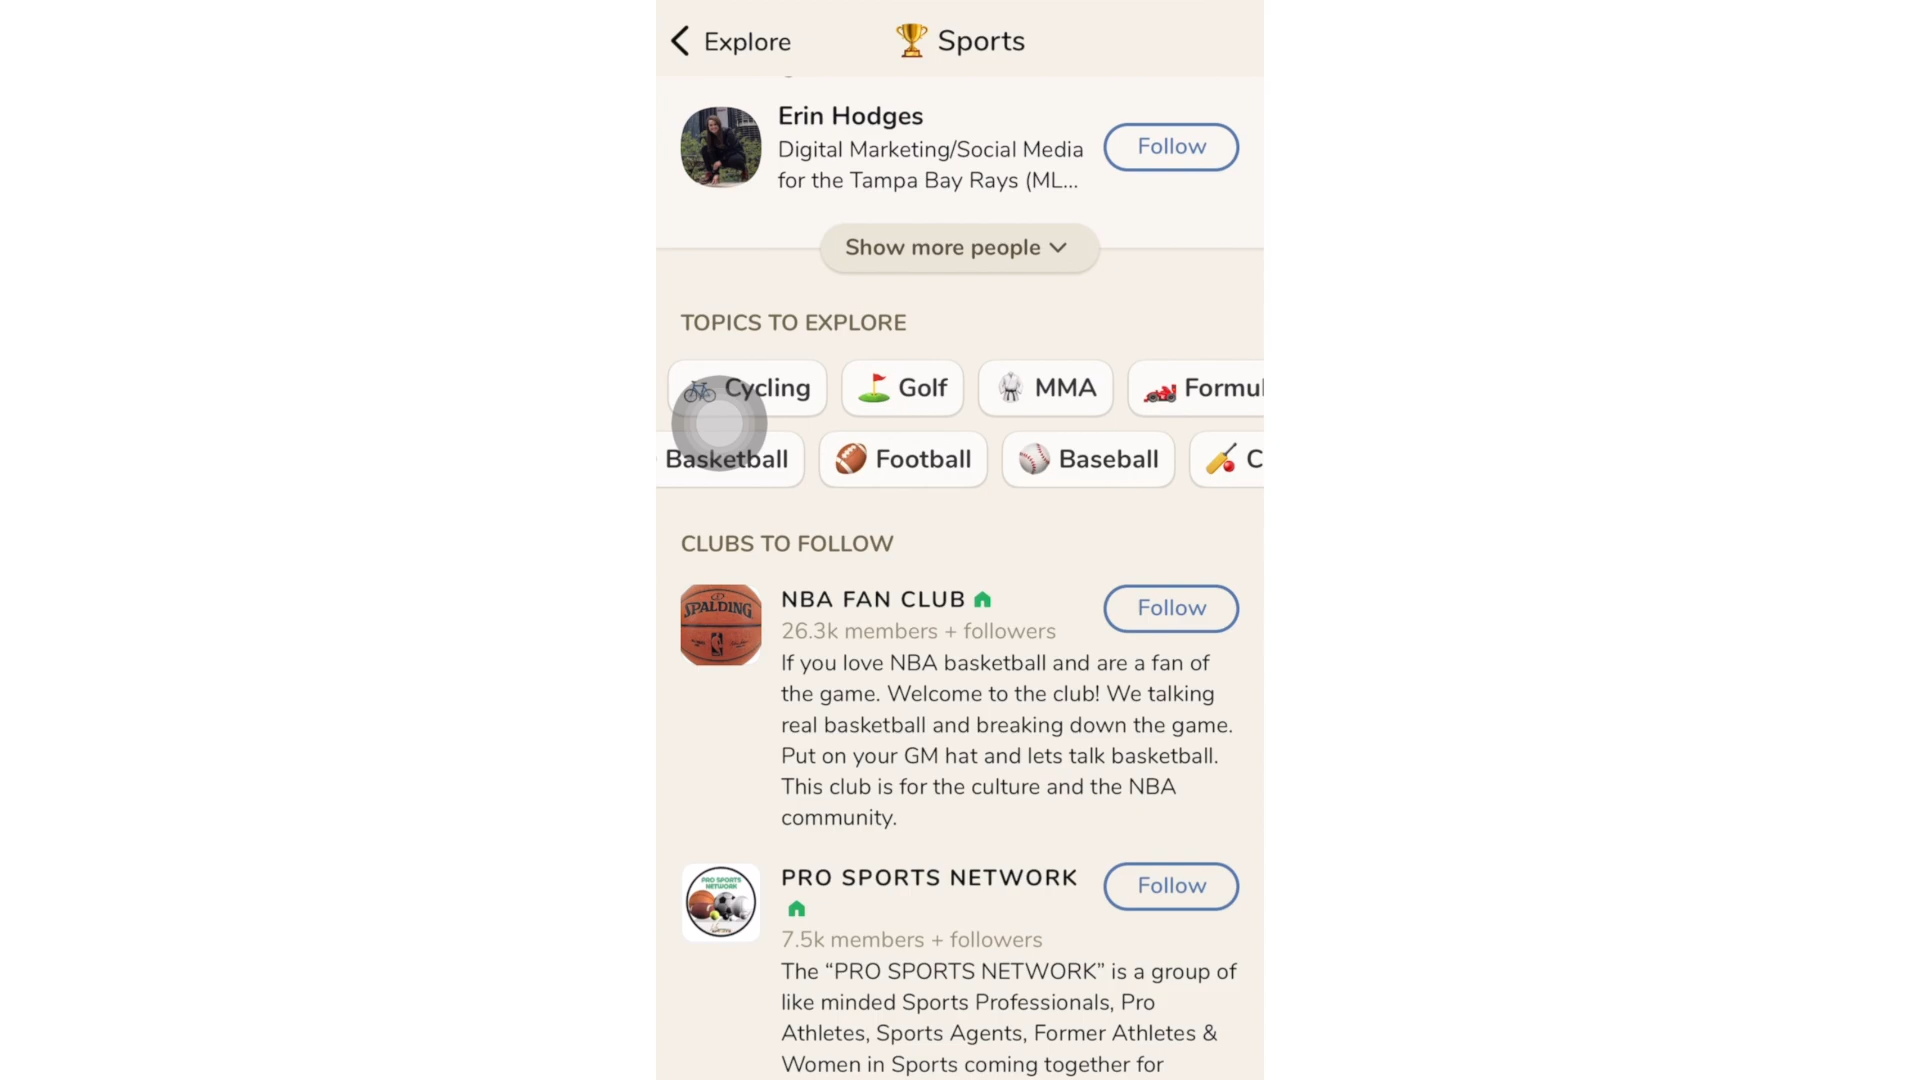 Explore
Sports
Erin Hodges
Digital Marketing/Social Media
for the Tampa Bay Rays (ML...
Follow
Show more people
TOPICS TO EXPLORE
Cycling
Golf
MMA
Formul
Basketball
Football
Baseball
C
CLUBS TO FOLLOW
SPALDING
NBA FAN CLUB
Follow
26.3k members + followers
If you love NBA basketball and are a fan of
the game. Welcome to the club! We talking
real basketball and breaking down the game.
Put on your GM hat and lets talk basketball.
This club is for the culture and the NBA
community.
PRO SPORTS
NETWORK
PRO SPORTS NETWORK
Follow
7.5k members + followers
The “PRO SPORTS NETWORK” is a group of
like minded Sports Professionals, Pro
Athletes, Sports Agents, Former Athletes &
Women in Sports coming together for